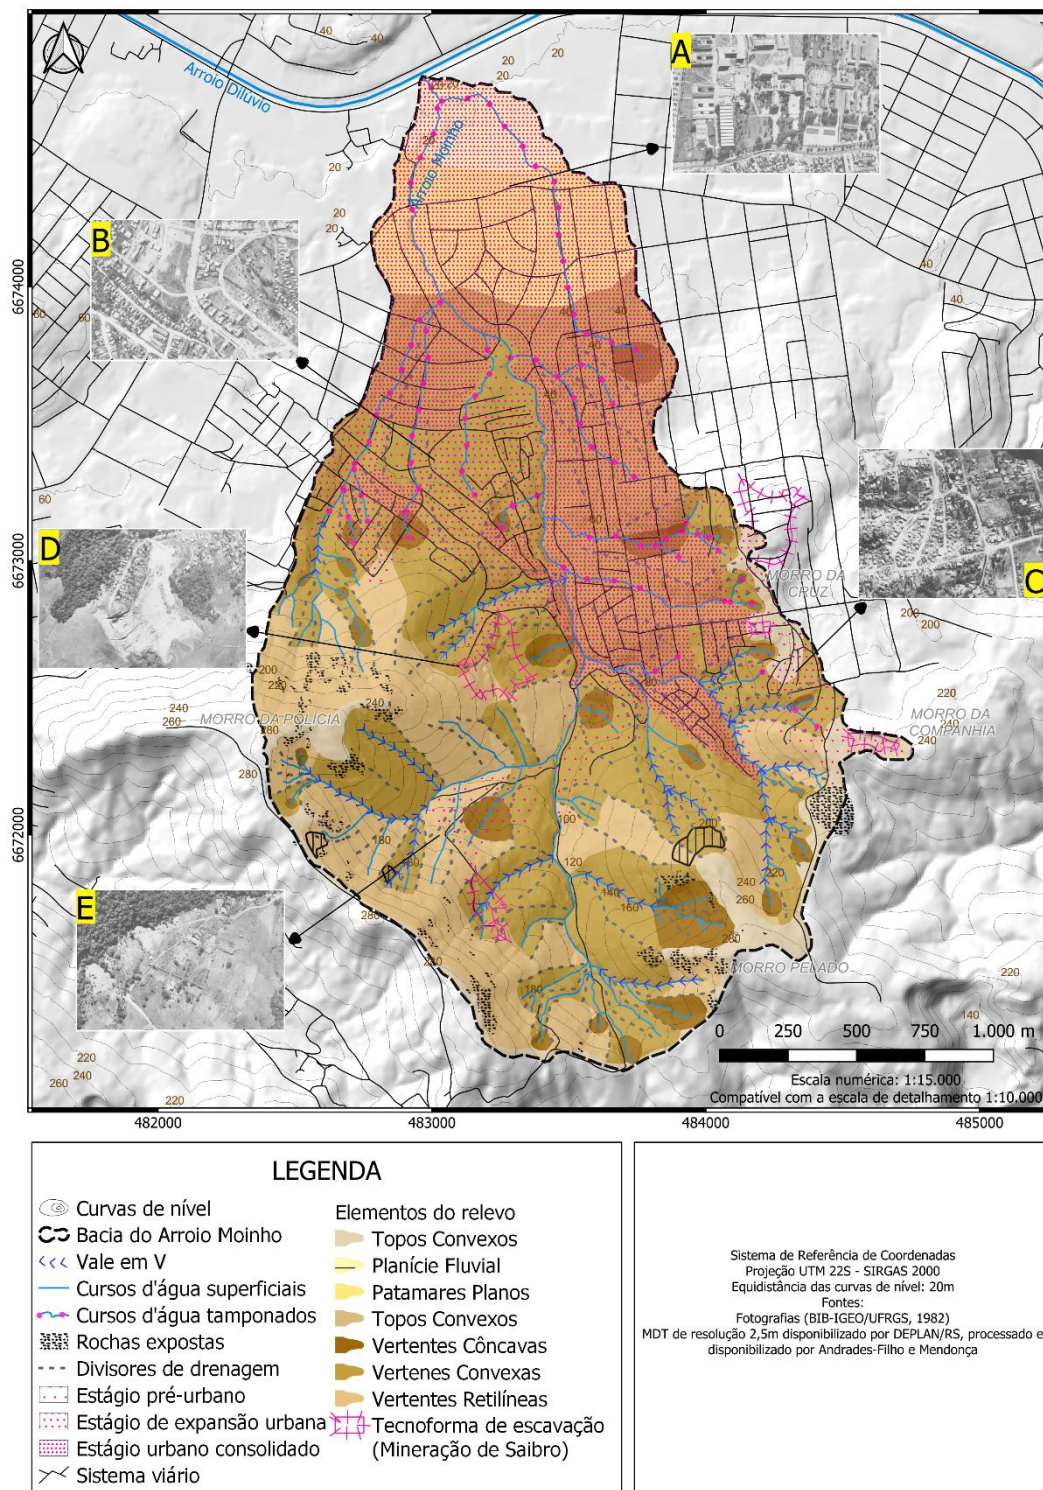 A
B
C
D
E
Arroio Dilúvio
Arroio Moinho
MORRO DA
CRUZ
MORRO DA POLICIA
MORRO DA
COMPANHIA
MORRO PELADO
6674000
6673000
6672000
482000
483000
484000
485000
0 250 500 750 1.000 m
Escala numérica: 1:15.000
Compatível com a escala de detalhamento 1:10.000
LEGENDA
Curvas de nível
Bacia do Arroio Moinho
Vale em V
Cursos d'água superficiais
Cursos d'água tamponados
Rochas expostas
Divisores de drenagem
Estágio pré-urbano
Estágio de expansão urbana
Estágio urbano consolidado
Sistema viário
Elementos do relevo
Topos Convexos
Planície Fluvial
Patamares Planos
Topos Convexos
Vertentes Côncavas
Vertenes Convexas
Vertentes Retilíneas
Tecnoforma de escavação
(Mineração de Saibro)
Sistema de Referência de Coordenadas
Projeção UTM 22S - SIRGAS 2000
Equidistância das curvas de nível: 20m
Fontes:
Fotografias (BIB-IGEO/UFRGS, 1982)
MDT de resolução 2,5m disponibilizado por DEPLAN/RS, processado e
disponibilizado por Andrades-Filho e Mendonça